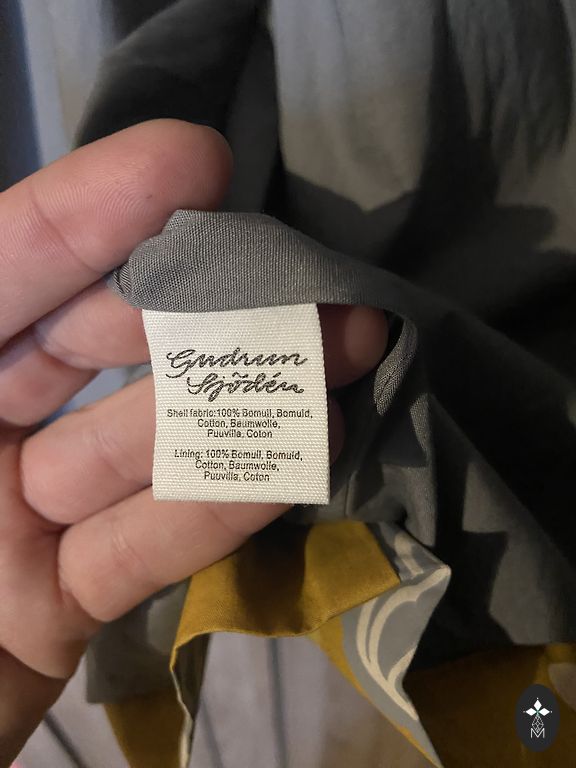 Gudrun
Sjödén
Shell fabric:100% Bomull, Bomuld,
Cotton, Baumwolle,
Puuvilla, Coton
Lining: 100% Bomull, Bomuld,
Cotton, Baumwolle,
Puuvilla, Coton